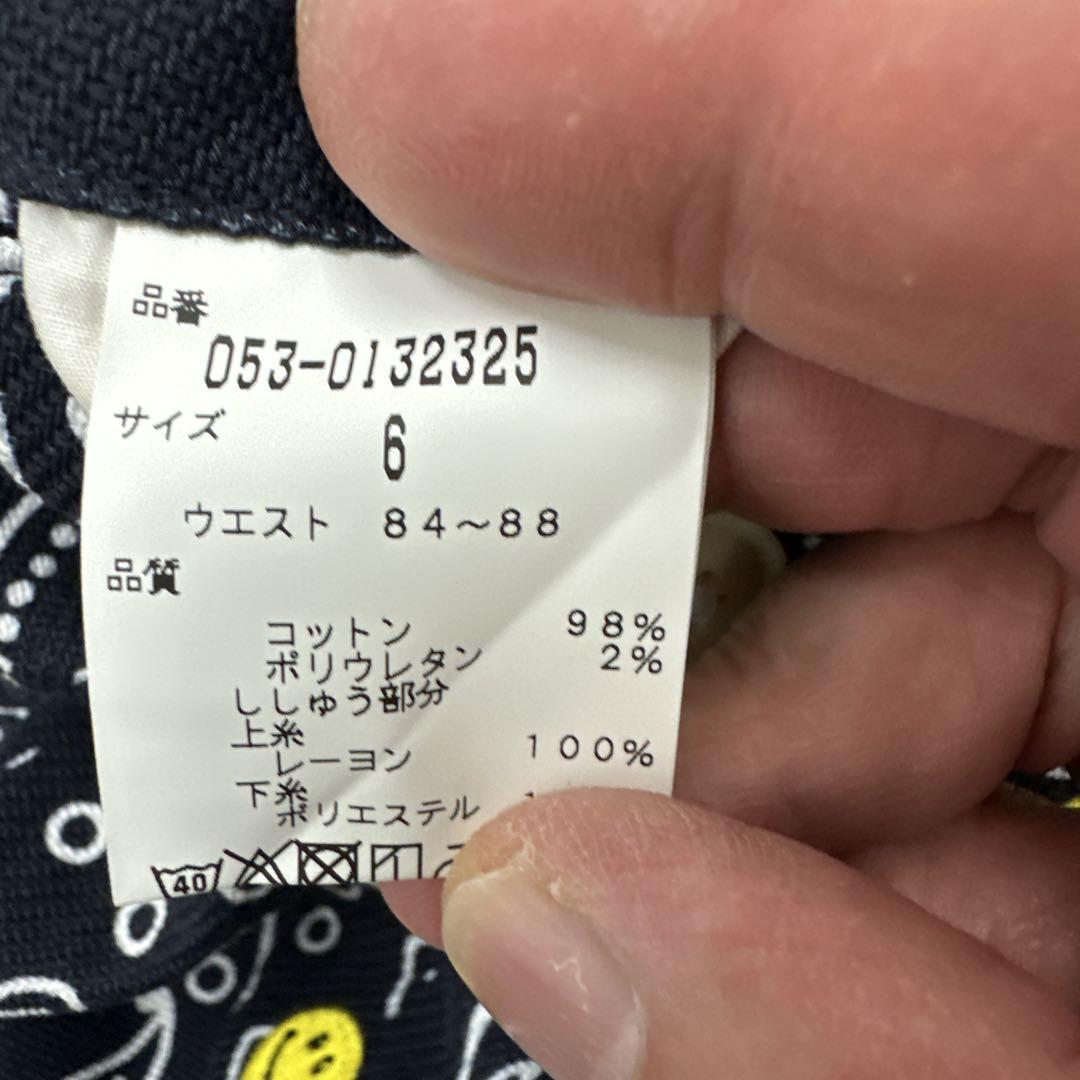 品番
053-0132325
サイズ 6
ウエスト 84～88
品質
コットン 98%
ポリウレタン 2%
ししゅう部分
上糸
レーヨン 100%
下糸
ポリエステル
40